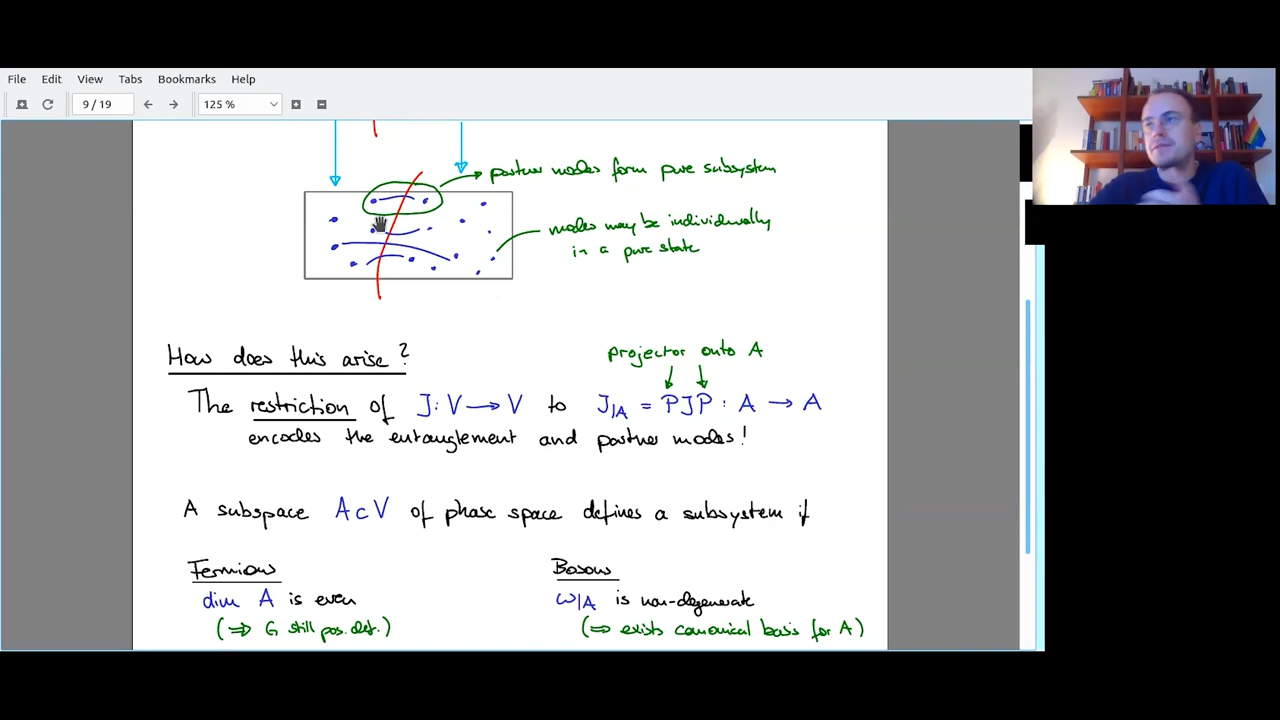 File Edit View Tabs Bookmarks Help
9 / 19 125 %
partner modes form pure subsystem
modes may be individually
in a pure state
How does this arise?
projector onto A
The restriction of J: V → V to J|A = PJP : A → A
encodes the entanglement and partner modes!
A subspace A ⊂ V of phase space defines a subsystem if
Fermions
dim A is even
(⇒ G still pos. def.)
Bosons
ω|A is non-degenerate
(⇒ exists canonical basis for A)